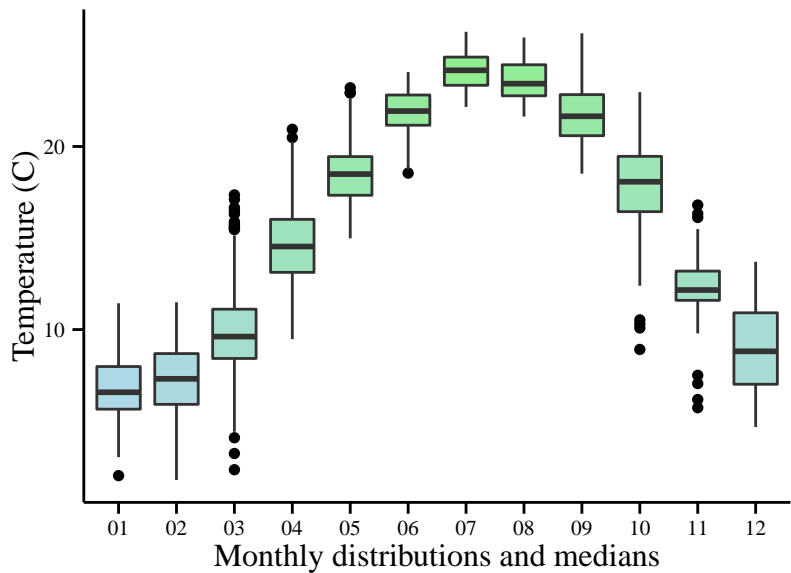 Temperature (C)
20
10
01 02 03 04 05 06 07 08 09 10 11 12
Monthly distributions and medians